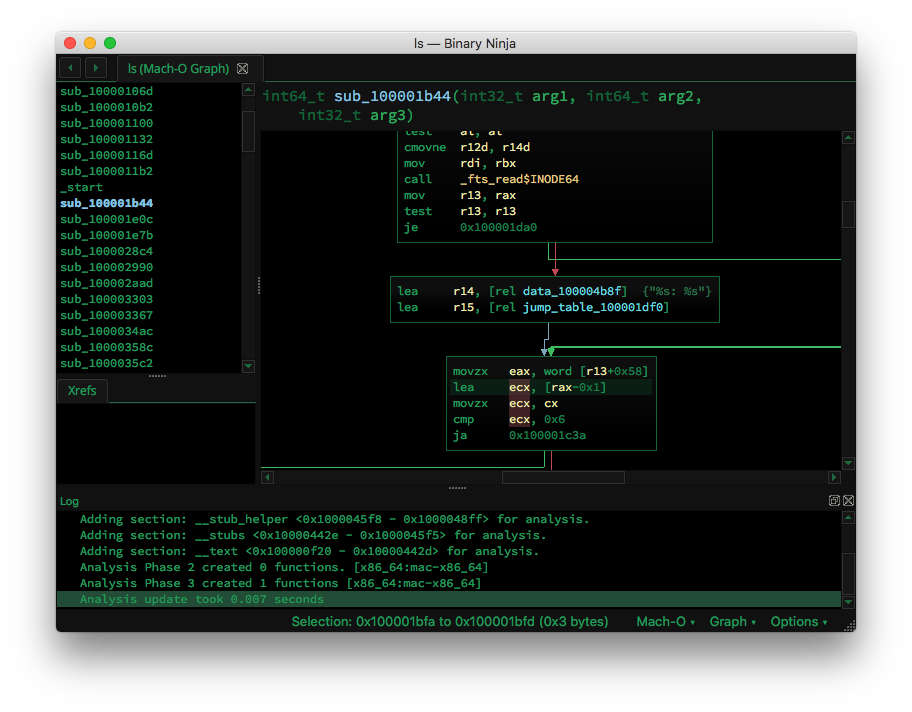 ls — Binary Ninja
ls (Mach-O Graph)
sub_10000106d
sub_1000010b2
sub_100001100
sub_100001132
sub_10000116d
sub_1000011b2
_start
sub_100001b44
sub_100001e0c
sub_100001e7b
sub_1000028c4
sub_100002990
sub_100002aad
sub_100003303
sub_100003367
sub_1000034ac
sub_10000358c
sub_1000035c2
Xrefs
int64_t sub_100001b44(int32_t arg1, int64_t arg2,
int32_t arg3)
test al, al
cmovne r12d, r14d
mov rdi, rbx
call _fts_read$INODE64
mov r13, rax
test r13, r13
je 0x100001da0
lea r14, [rel data_100004b8f] {"%s: %s"}
lea r15, [rel jump_table_100001df0]
movzx eax, word [r13+0x58]
lea ecx, [rax-0x1]
movzx ecx, cx
cmp ecx, 0x6
ja 0x100001c3a
Log
Adding section: __stub_helper <0x1000045f8 - 0x1000048ff> for analysis.
Adding section: __stubs <0x10000442e - 0x1000045f5> for analysis.
Adding section: __text <0x100000f20 - 0x10000442d> for analysis.
Analysis Phase 2 created 0 functions. [x86_64:mac-x86_64]
Analysis Phase 3 created 1 functions [x86_64:mac-x86_64]
Analysis update took 0.007 seconds
Selection: 0x100001bfa to 0x100001bfd (0x3 bytes) Mach-O Graph Options